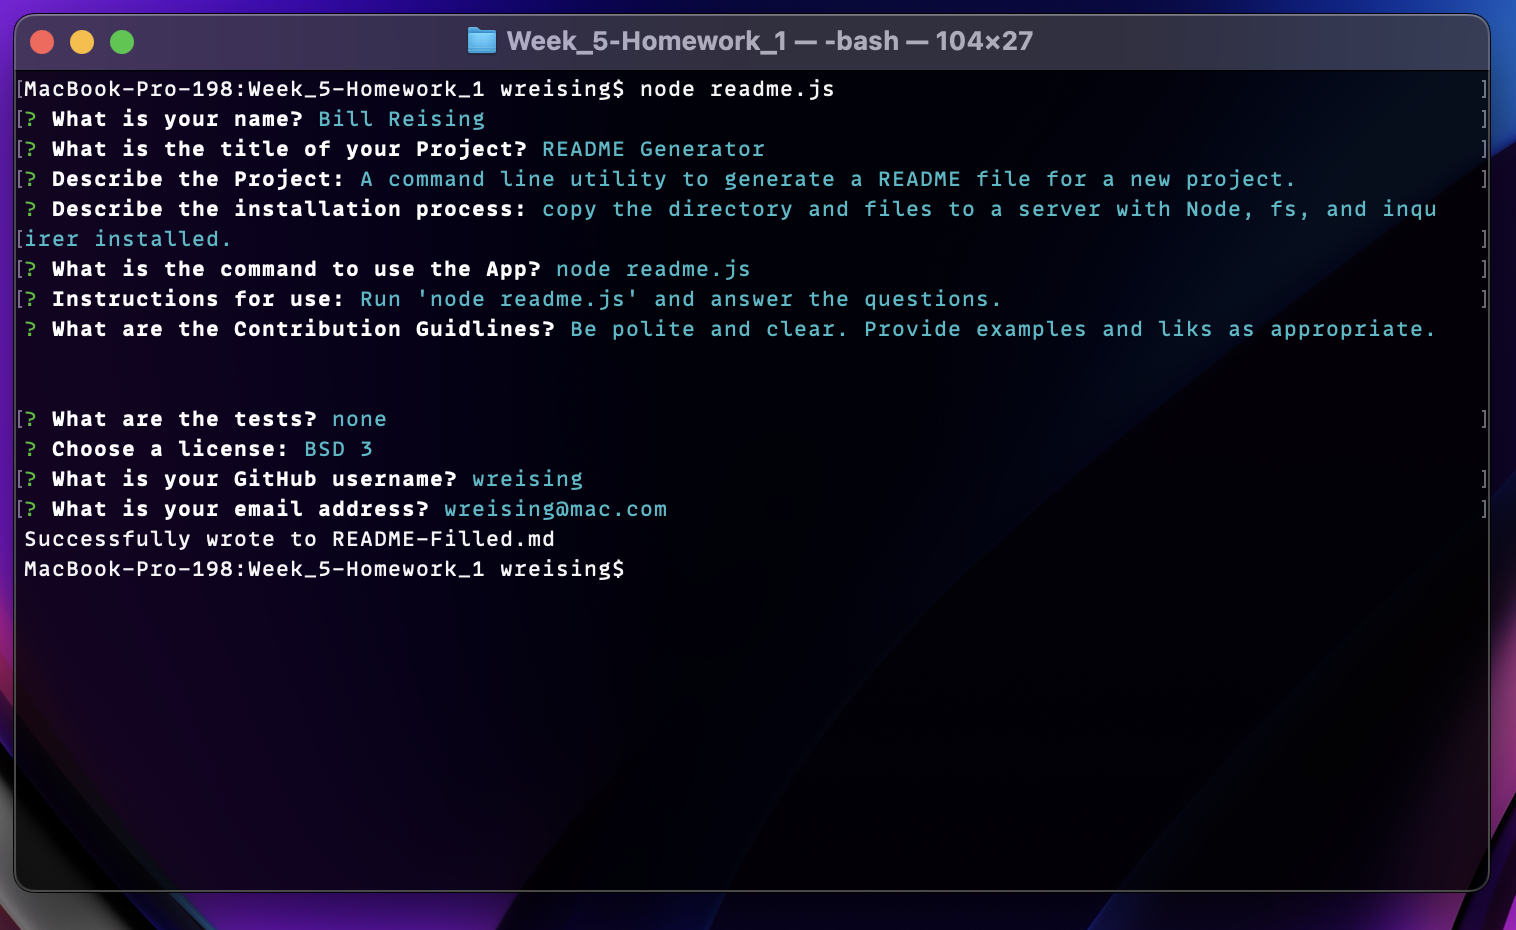 Week_5-Homework_1 — -bash — 104×27
[MacBook-Pro-198:Week_5-Homework_1 wreising$ node readme.js ]
[? What is your name? Bill Reising ]
[? What is the title of your Project? README Generator ]
[? Describe the Project: A command line utility to generate a README file for a new project. ]
? Describe the installation process: copy the directory and files to a server with Node, fs, and inqu
[irer installed. ]
[? What is the command to use the App? node readme.js ]
[? Instructions for use: Run 'node readme.js' and answer the questions. ]
? What are the Contribution Guidlines? Be polite and clear. Provide examples and liks as appropriate.
[? What are the tests? none ]
? Choose a license: BSD 3
[? What is your GitHub username? wreising ]
[? What is your email address? wreising@mac.com ]
Successfully wrote to README-Filled.md
MacBook-Pro-198:Week_5-Homework_1 wreising$